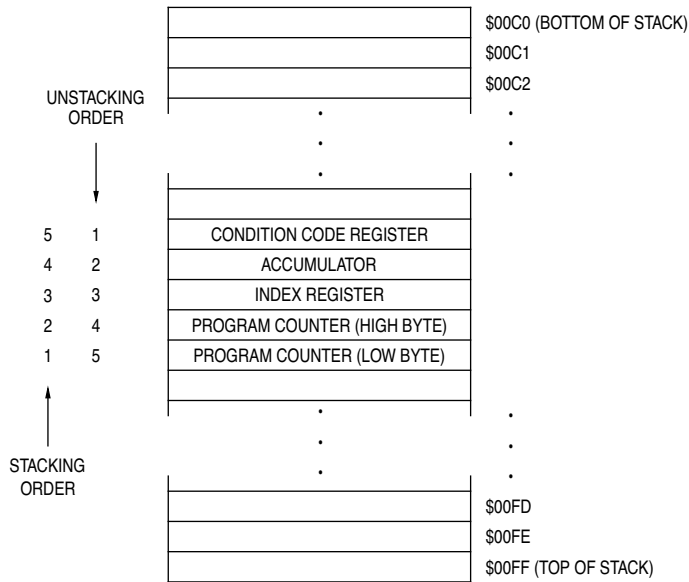 $00C0 (BOTTOM OF STACK)
$00C1
$00C2
UNSTACKING
ORDER
5 1 CONDITION CODE REGISTER
4 2 ACCUMULATOR
3 3 INDEX REGISTER
2 4 PROGRAM COUNTER (HIGH BYTE)
1 5 PROGRAM COUNTER (LOW BYTE)
STACKING
ORDER
$00FD
$00FE
$00FF (TOP OF STACK)